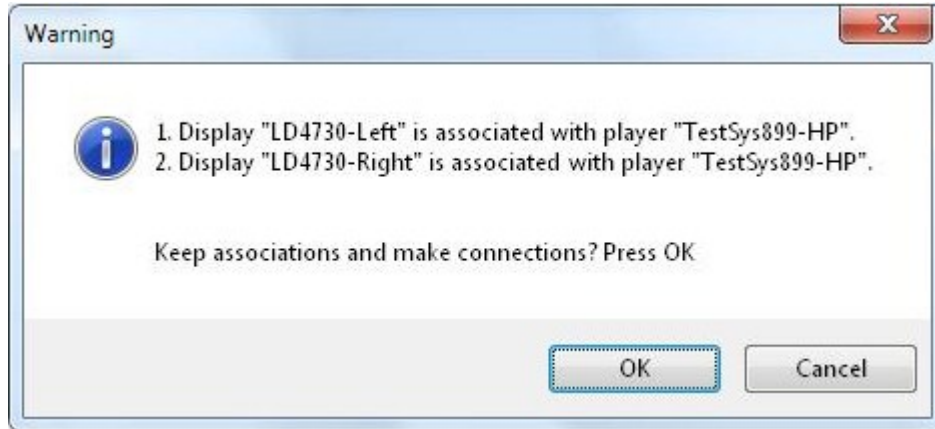 Warning
1. Display "LD4730-Left" is associated with player "TestSys899-HP".
2. Display "LD4730-Right" is associated with player "TestSys899-HP".
Keep associations and make connections? Press OK
OK
Cancel